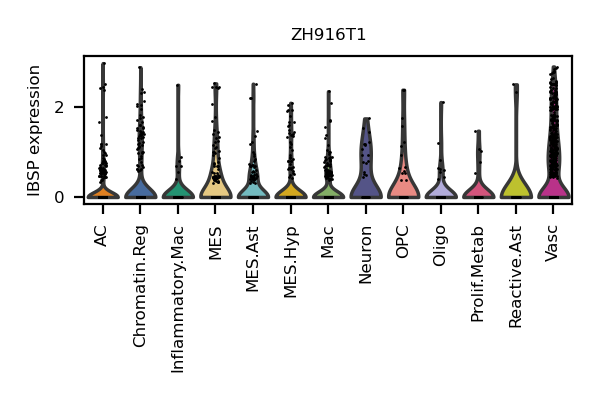 ZH916T1
IBSP expression
2
0
AC
Chromatin.Reg
Inflammatory.Mac
MES
MES.Ast
MES.Hyp
Mac
Neuron
OPC
Oligo
Prolif.Metab
Reactive.Ast
Vasc